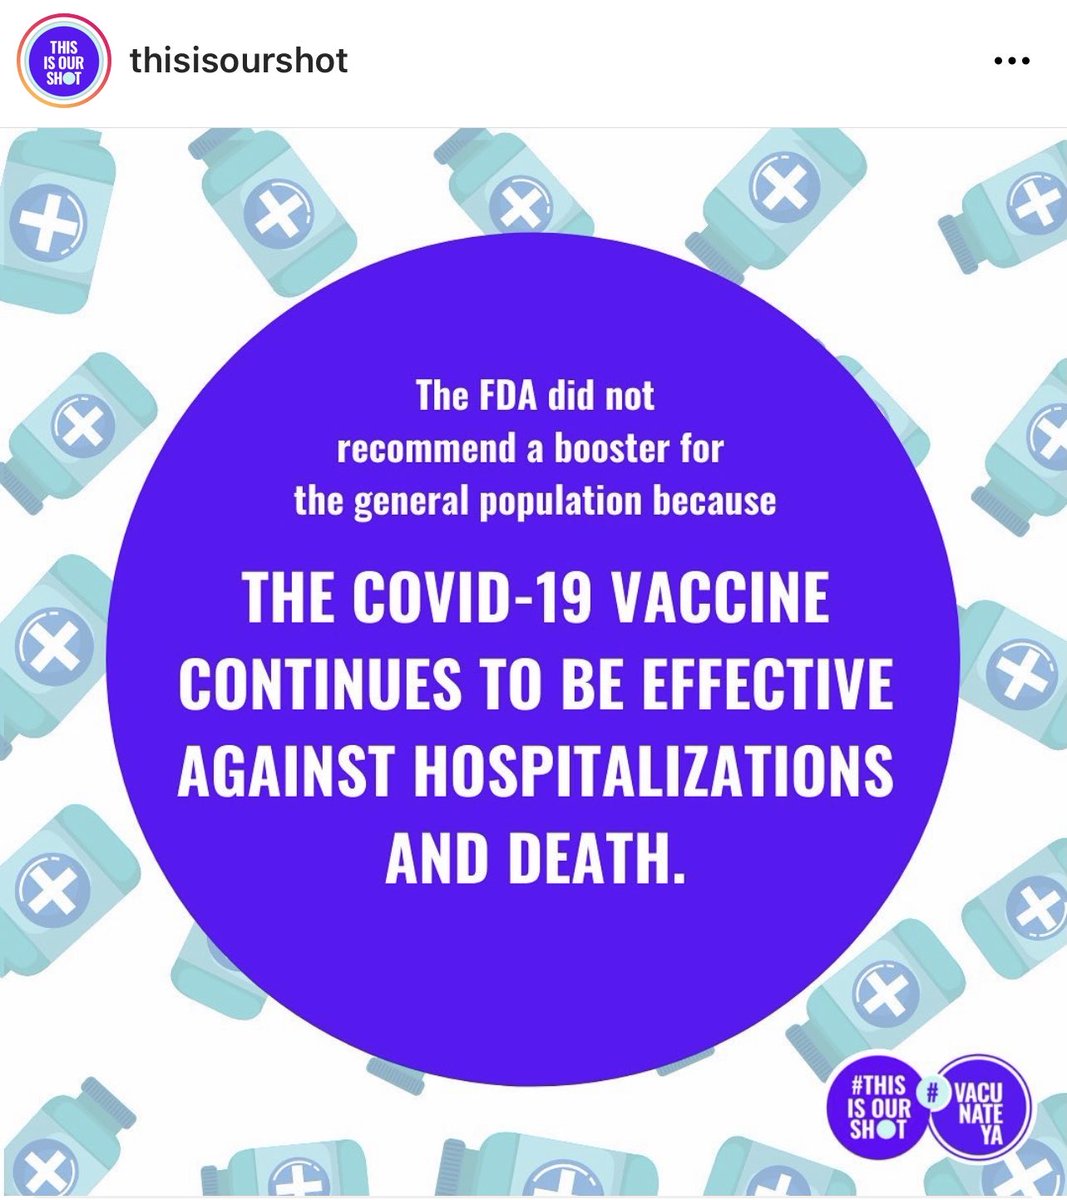 THIS
IS OUR
SHOT
thisisourshot
The FDA did not
recommend a booster for
the general population because
THE COVID-19 VACCINE
CONTINUES TO BE EFFECTIVE
AGAINST HOSPITALIZATIONS
AND DEATH.
#THIS
IS OUR
SHOT
#
VACU
NATE
YA